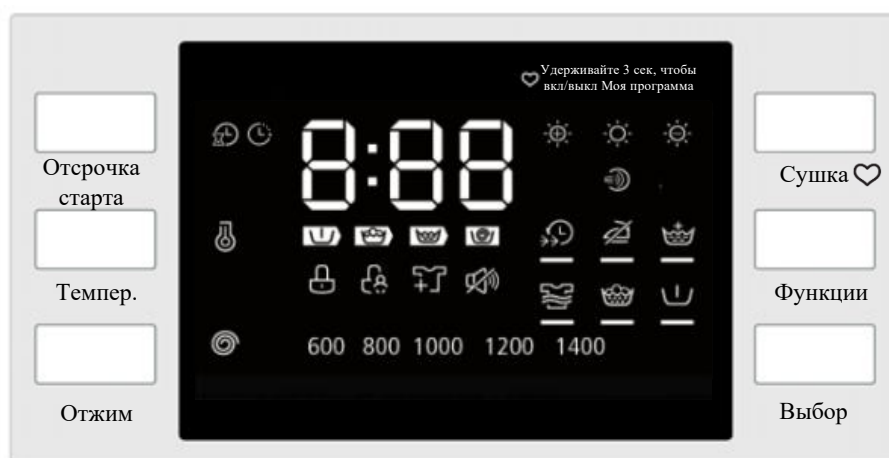 Удерживайте 3 сек, чтобы
вкл/выкл Моя программа
8:88
Отсрочка
старта
Сушка
Темпер.
Функции
600 800 1000 1200 1400
Отжим
Выбор